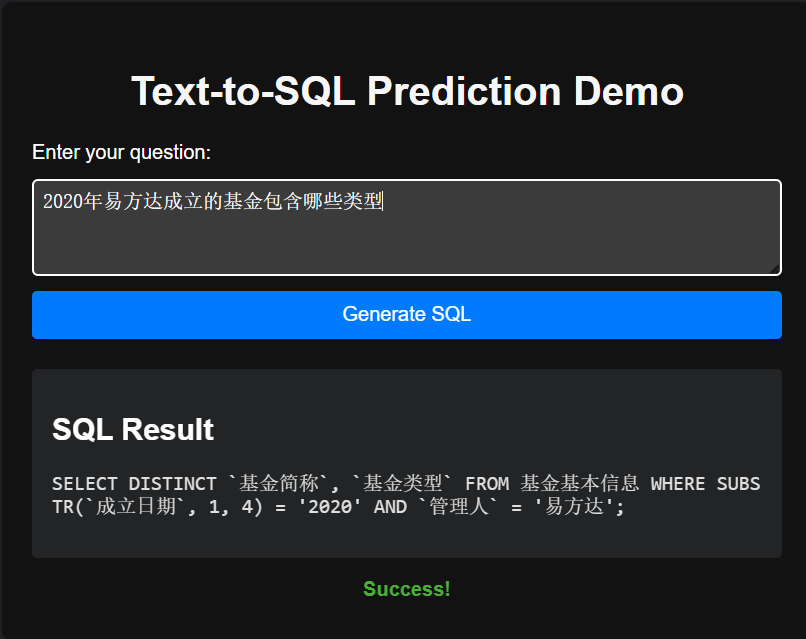 Text-to-SQL Prediction Demo
Enter your question:
2020年易方达成立的基金包含哪些类型
Generate SQL
SQL Result
SELECT DISTINCT `基金简称`, `基金类型` FROM 基金基本信息 WHERE SUBS
TR(`成立日期`, 1, 4) = '2020' AND `管理人` = '易方达';
Success!